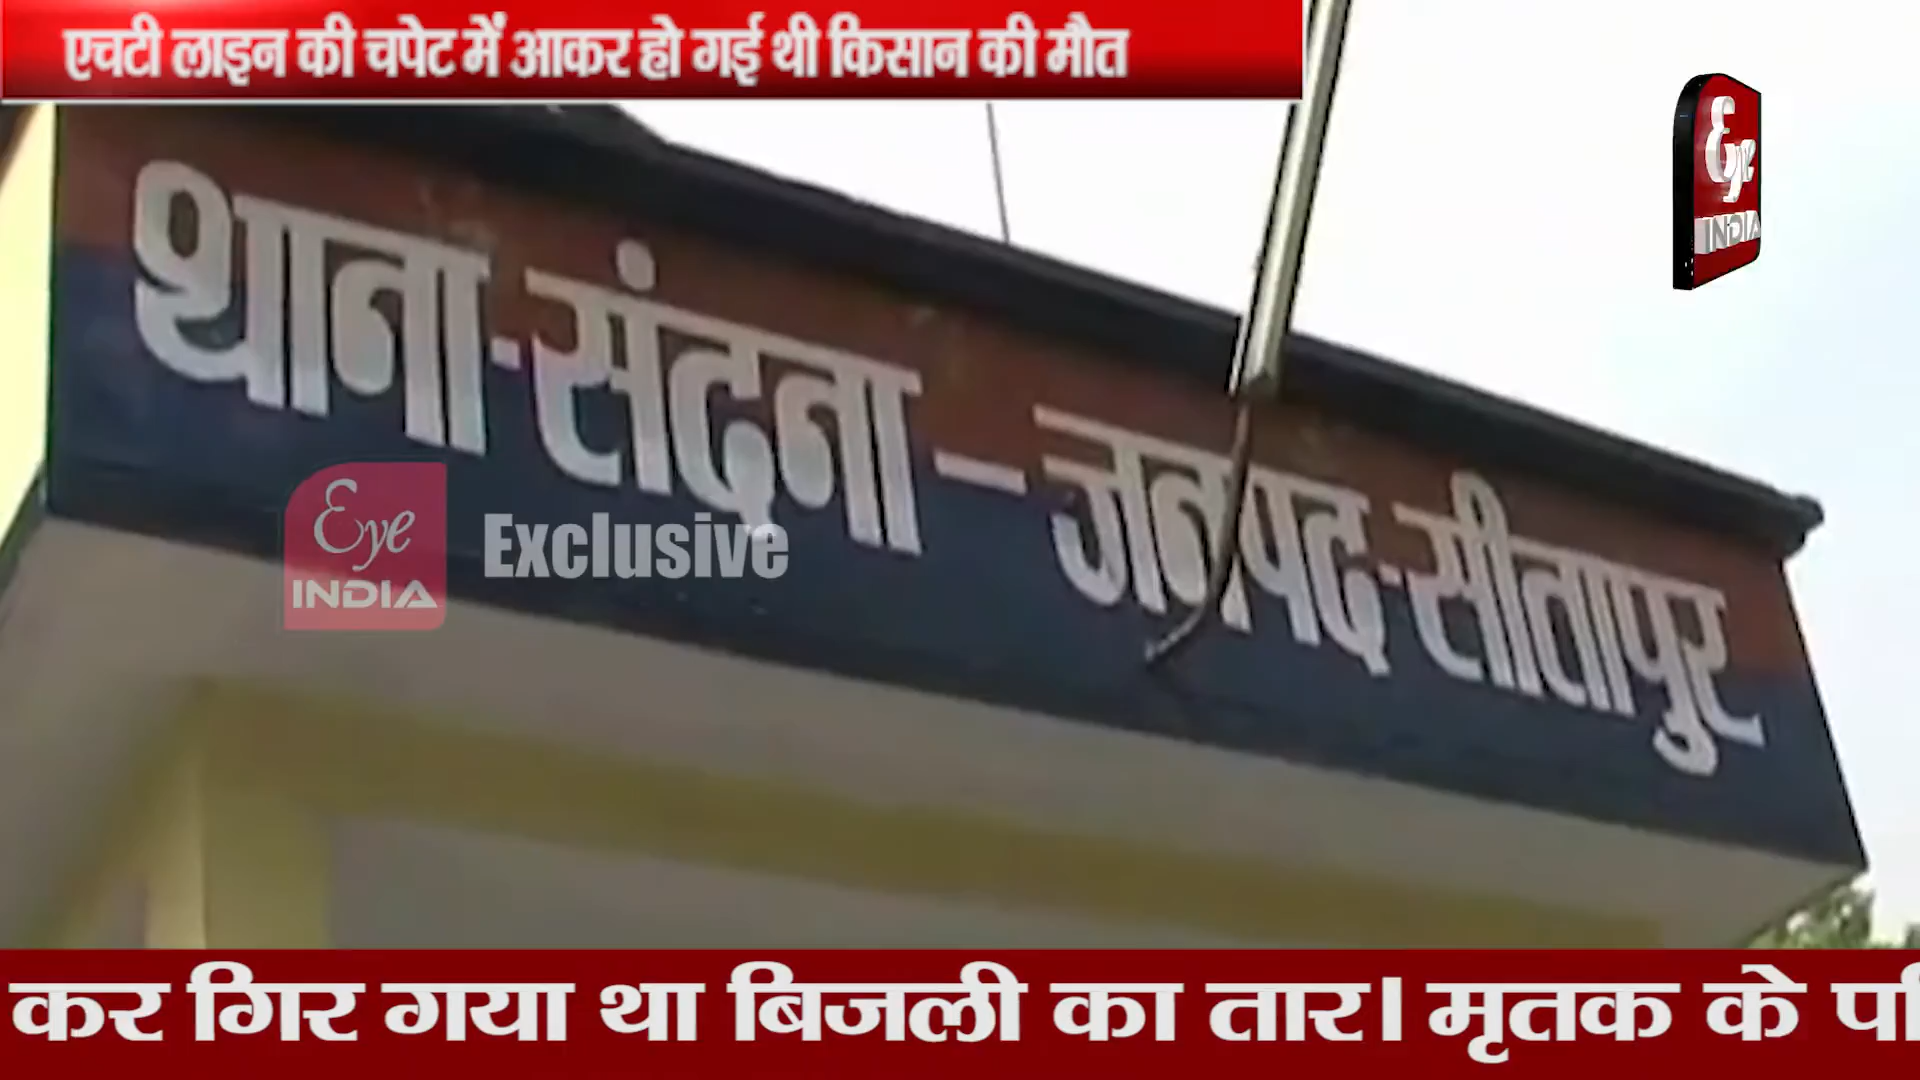 एचटी लाइन की चपेट में आकर हो गई थी किसान की मौत
Eye
INDIA
थाना-संदना – जनपद-सीतापुर
Eye
INDIA
Exclusive
कर गिर गया था बिजली का तार। मृतक के